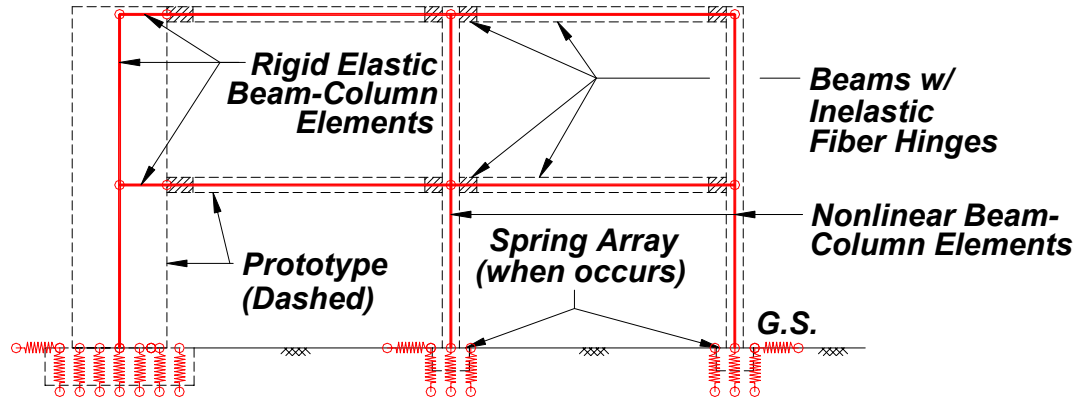 Rigid Elastic
Beam-Column
Elements
Beams w/
Inelastic
Fiber Hinges
Nonlinear Beam-
Column Elements
Spring Array
(when occurs)
Prototype
(Dashed)
G.S.